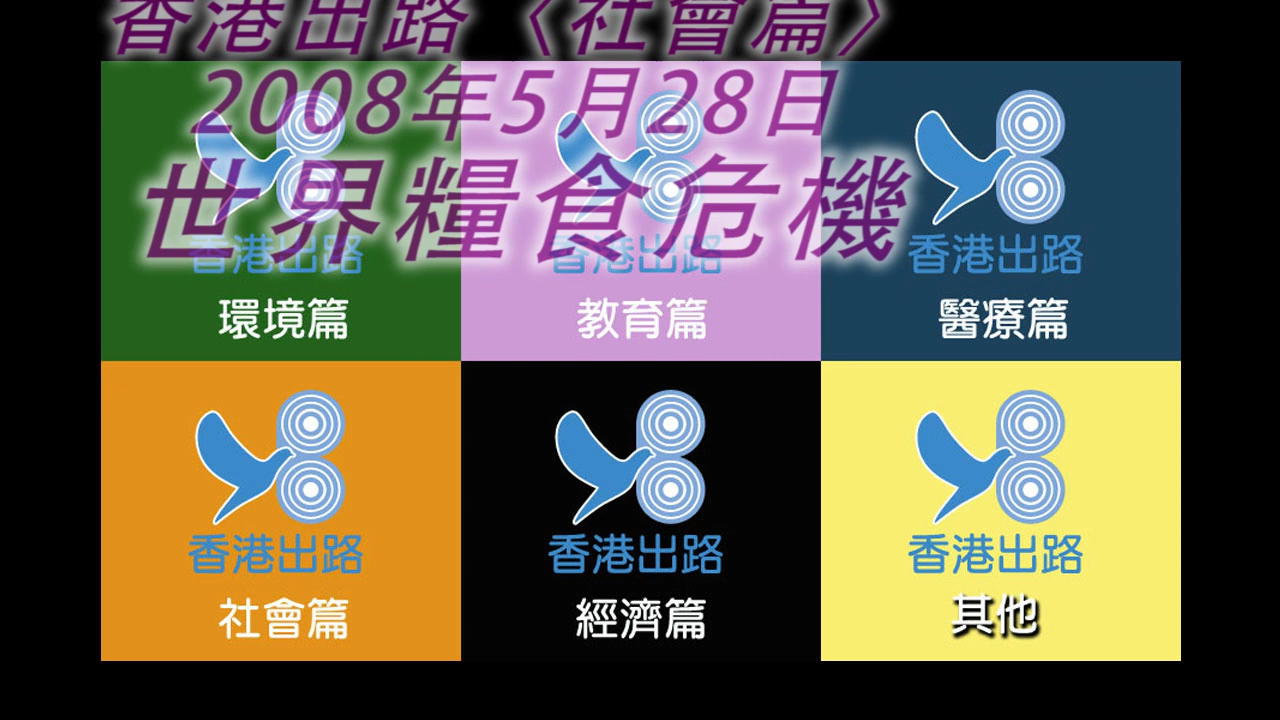 香港出路〈社會篇〉
2008年5月28日
世界糧食危機
香港出路
香港出路
香港出路
環境篇
教育篇
醫療篇
香港出路
香港出路
香港出路
社會篇
經濟篇
其他